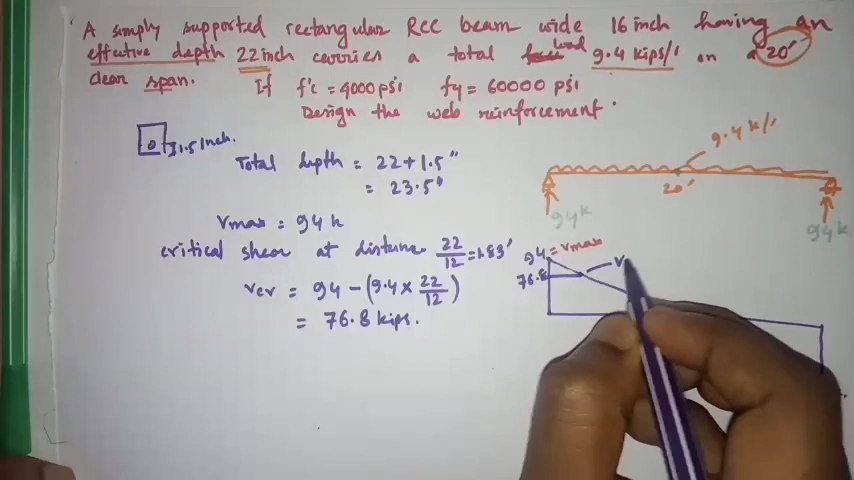 A simply supported rectangular RCC beam wide 16 inch having an
effective depth 22 inch carries a total load 9.4 kips/' on a 20'
clear span. If f'c = 4000 psi fy = 60000 psi
Design the web reinforcement.
1.5 inch.
Total depth = 22 + 1.5"
= 23.5"
Vmax = 94 k
critical shear at distance 22/12 = 1.83'
Vcr = 94 - (9.4 x 22/12)
= 76.8 kips.
9.4 k/'
20'
94k
94k
94 = Vmax
76.8
V